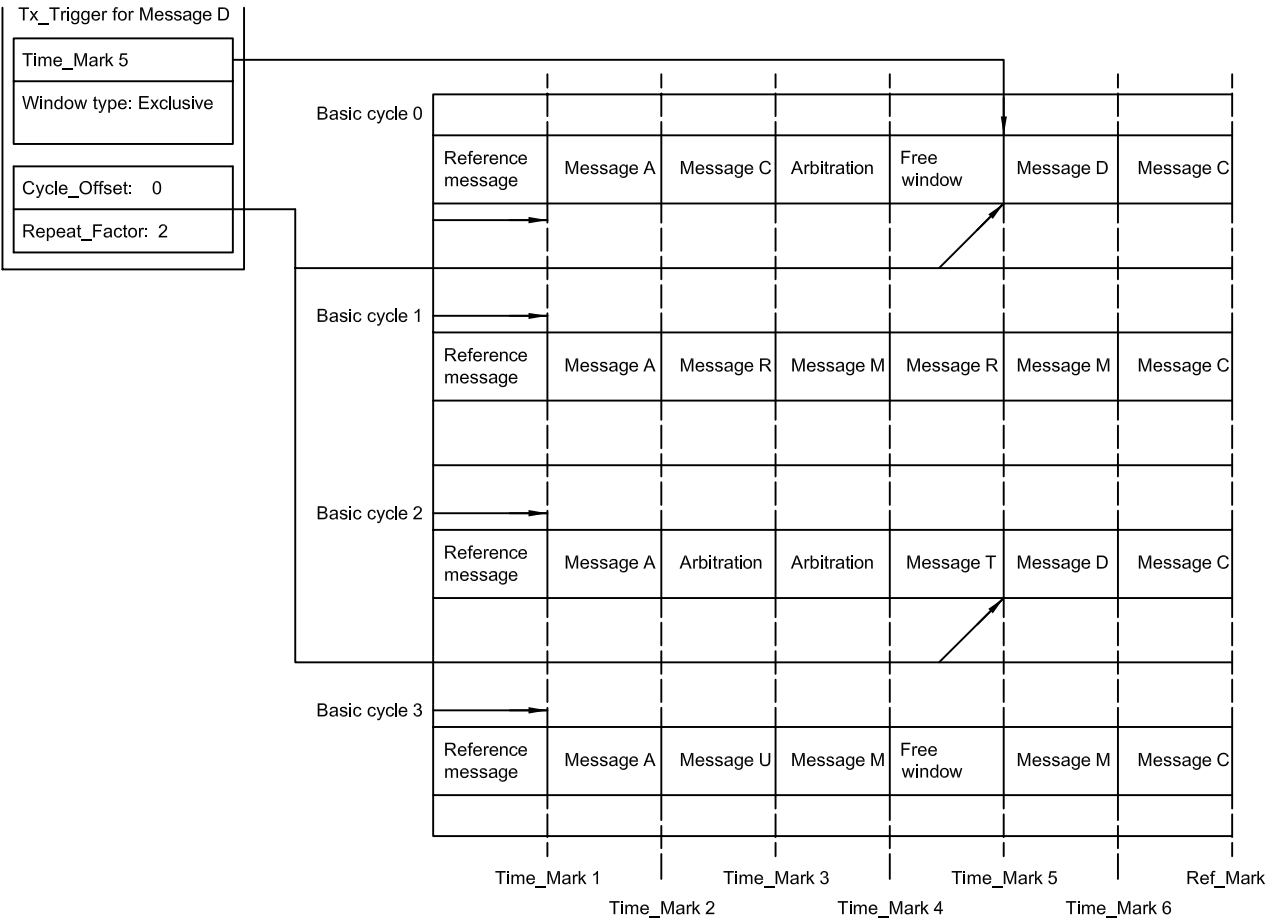 Tx_Trigger for Message D
Time_Mark 5
Window type: Exclusive
Cycle_Offset: 0
Repeat_Factor: 2
Basic cycle 0
Reference
message
Message A
Message C
Arbitration
Free
window
Message D
Message C
Basic cycle 1
Reference
message
Message A
Message R
Message M
Message R
Message M
Message C
Basic cycle 2
Reference
message
Message A
Arbitration
Arbitration
Message T
Message D
Message C
Basic cycle 3
Reference
message
Message A
Message U
Message M
Free
window
Message M
Message C
Time_Mark 1
Time_Mark 3
Time_Mark 5
Ref_Mark
Time_Mark 2
Time_Mark 4
Time_Mark 6